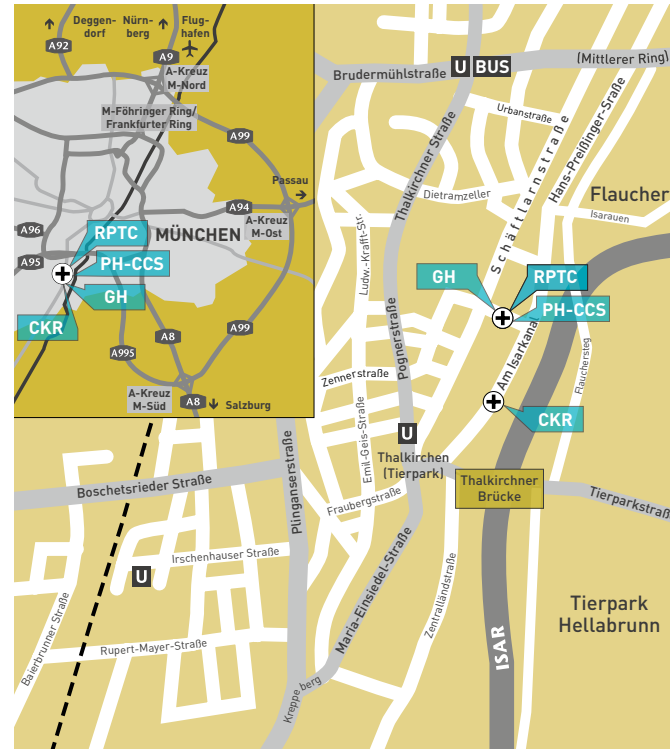 Deggen-
dorf
Nürn-
berg
Flug-
hafen
A92
A9
A-Kreuz
M-Nord
M-Föhringer Ring/
Frankfurter Ring
A99
Passau
A94
A-Kreuz
M-Ost
A96
RPTC
MÜNCHEN
A95
PH-CCS
GH
CKR
A995
A8
A99
A-Kreuz
M-Süd
A8
Salzburg
Brudermühlstraße
U
BUS
(Mittlerer Ring)
Urbanstraße
Thalkirchner Straße
Schäftlarnstraße
Hans-Preißinger-Sraße
Dietramzeller
Flaucher
Isarauen
Ludw.-Krafft-Str.
GH
RPTC
PH-CCS
Am Isarkanal
Flauchersteg
Pognerstraße
Zennerstraße
Emil-Geis-Straße
CKR
U
Thalkirchen
(Tierpark)
Thalkirchner
Brücke
Fraubergstraße
Tierparkstraß
Boschetsrieder Straße
Plinganserstraße
Irschenhauser Straße
U
Baierbrunner Straße
Rupert-Mayer-Straße
Maria-Einsiedel-Straße
Zentralländstraße
Tierpark
Hellabrunn
ISAR
Kreppe berg